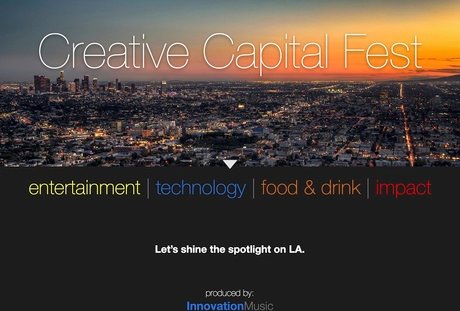 Creative Capital Fest
entertainment | technology | food & drink | impact
Let's shine the spotlight on LA.
produced by:
InnovationMusic